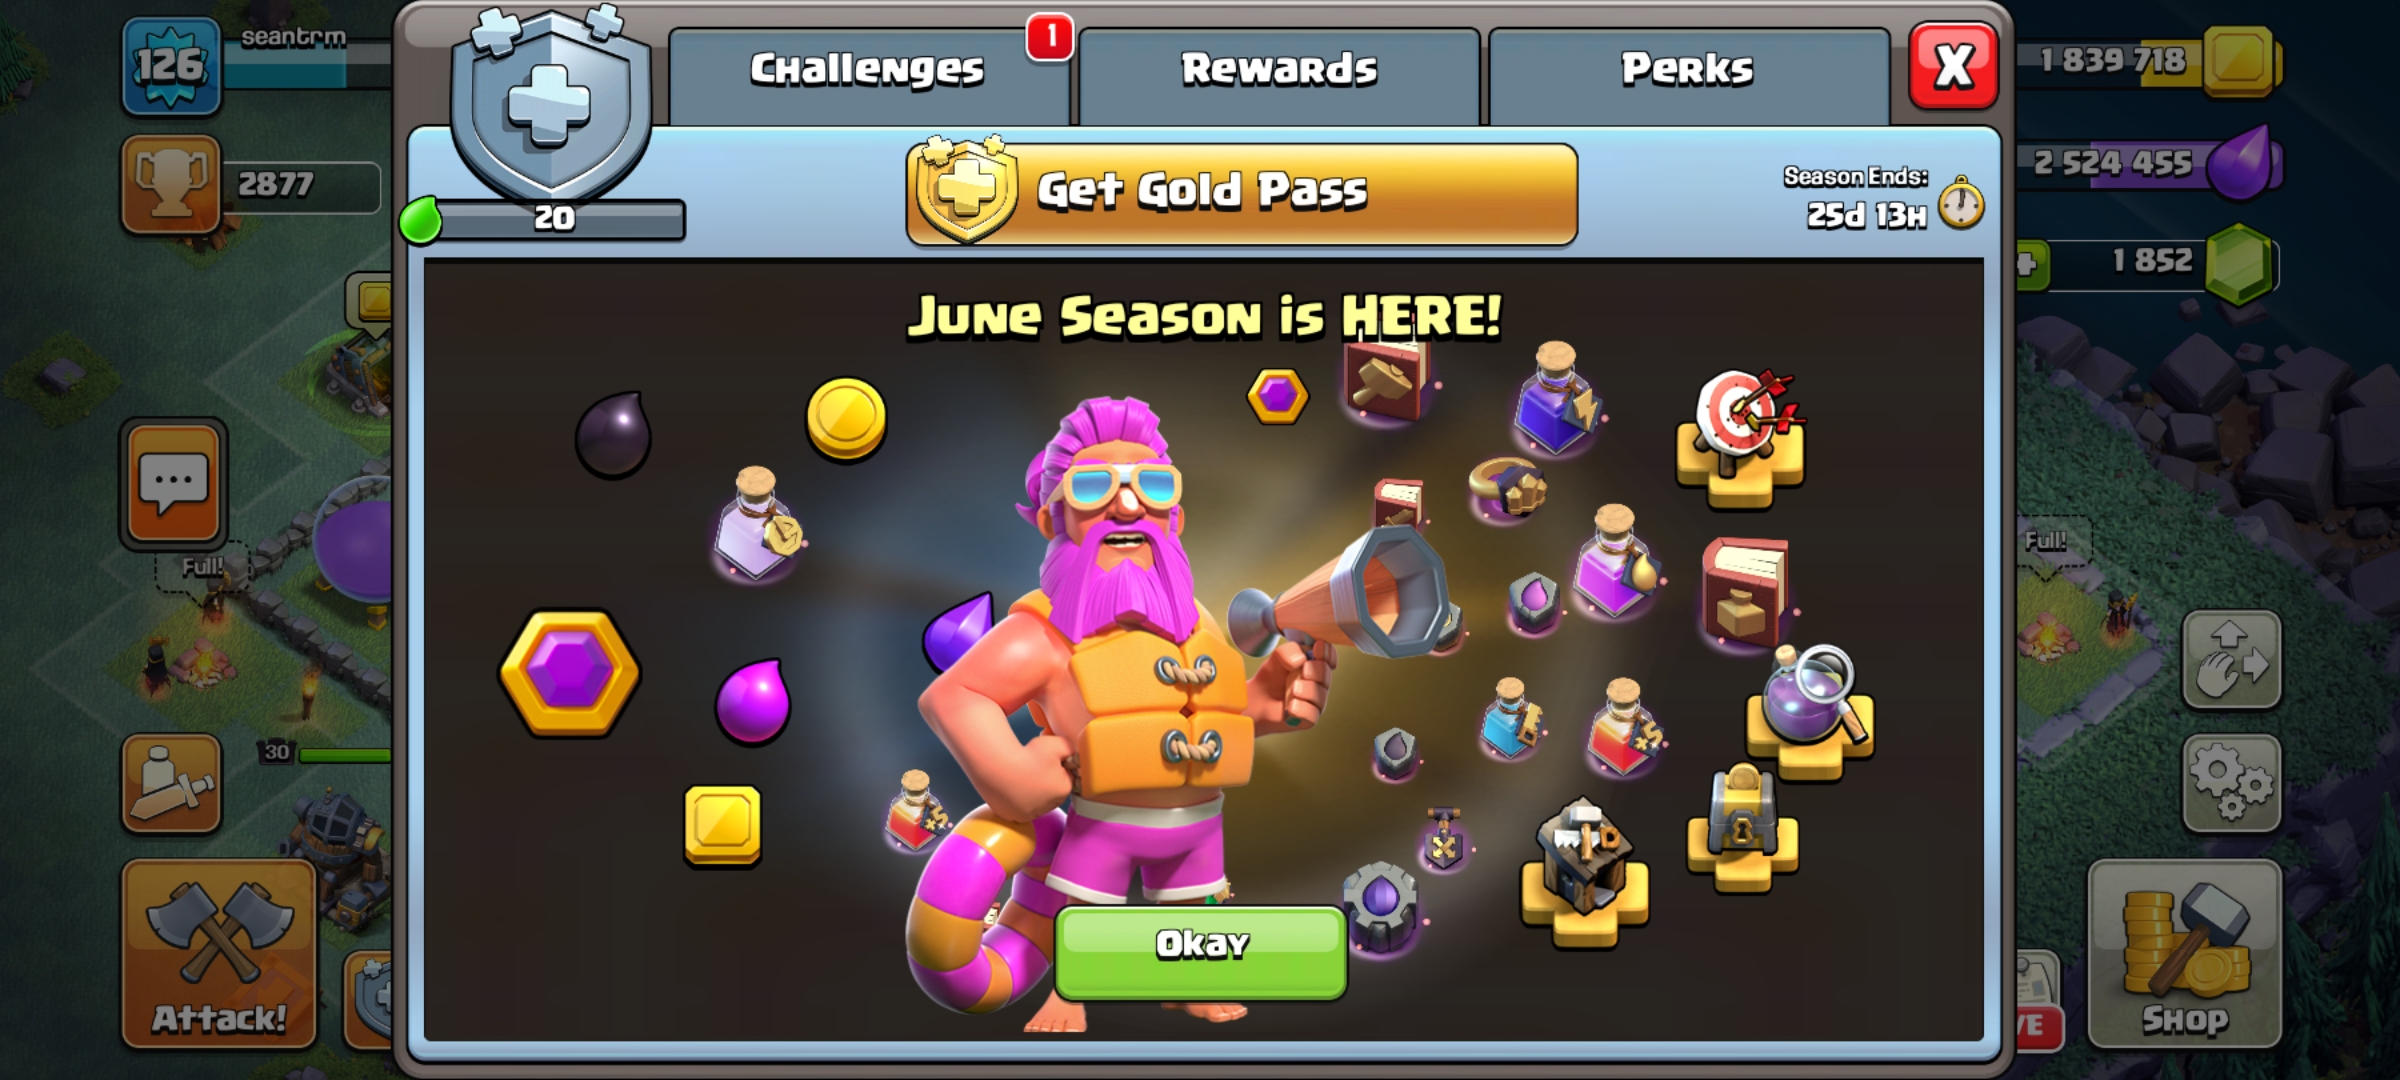 126
seantrm
Challenges
1
Rewards
Perks
X
1 839 718
2877
Get Gold Pass
Season Ends:
25d 13H
2 524 455
20
1 852
June Season is HERE!
Full!
Full!
30
Okay
Attack!
Shop